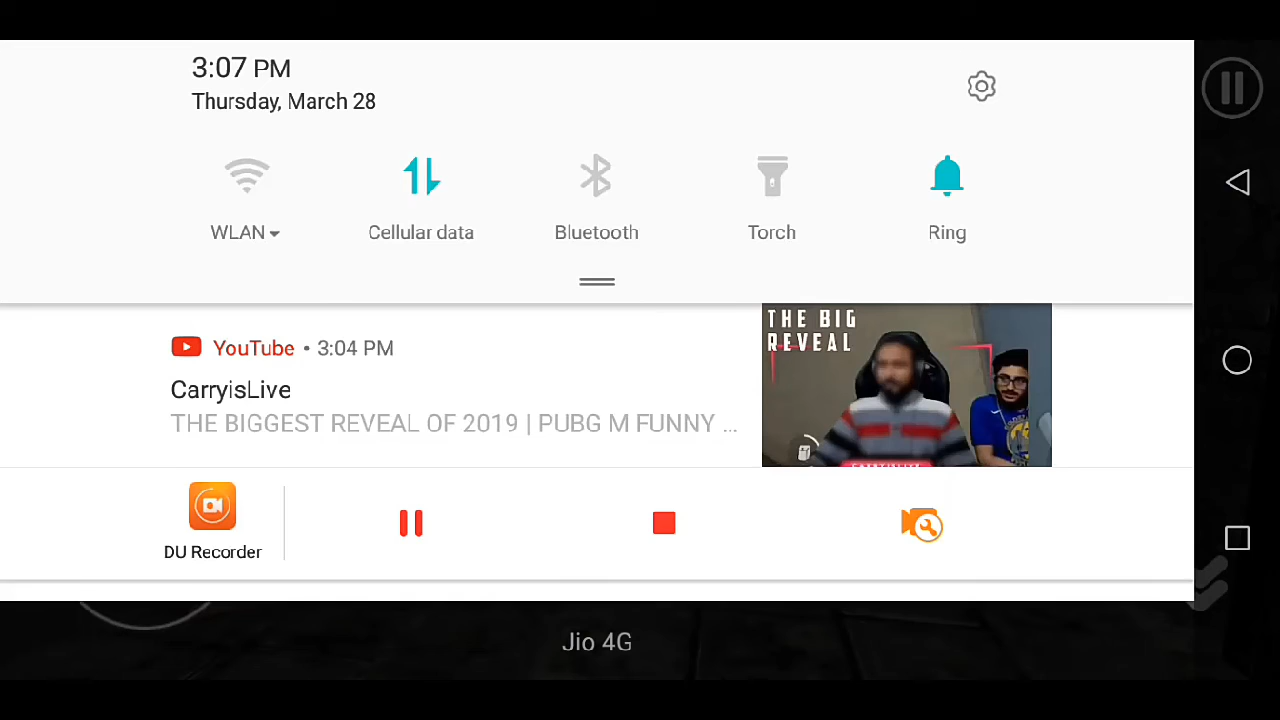 3:07 PM
Thursday, March 28
WLAN
Cellular data
Bluetooth
Torch
Ring
YouTube • 3:04 PM
CarryisLive
THE BIGGEST REVEAL OF 2019 | PUBG M FUNNY ...
THE BIG
REVEAL
CARRYISLIVE
DU Recorder
Jio 4G